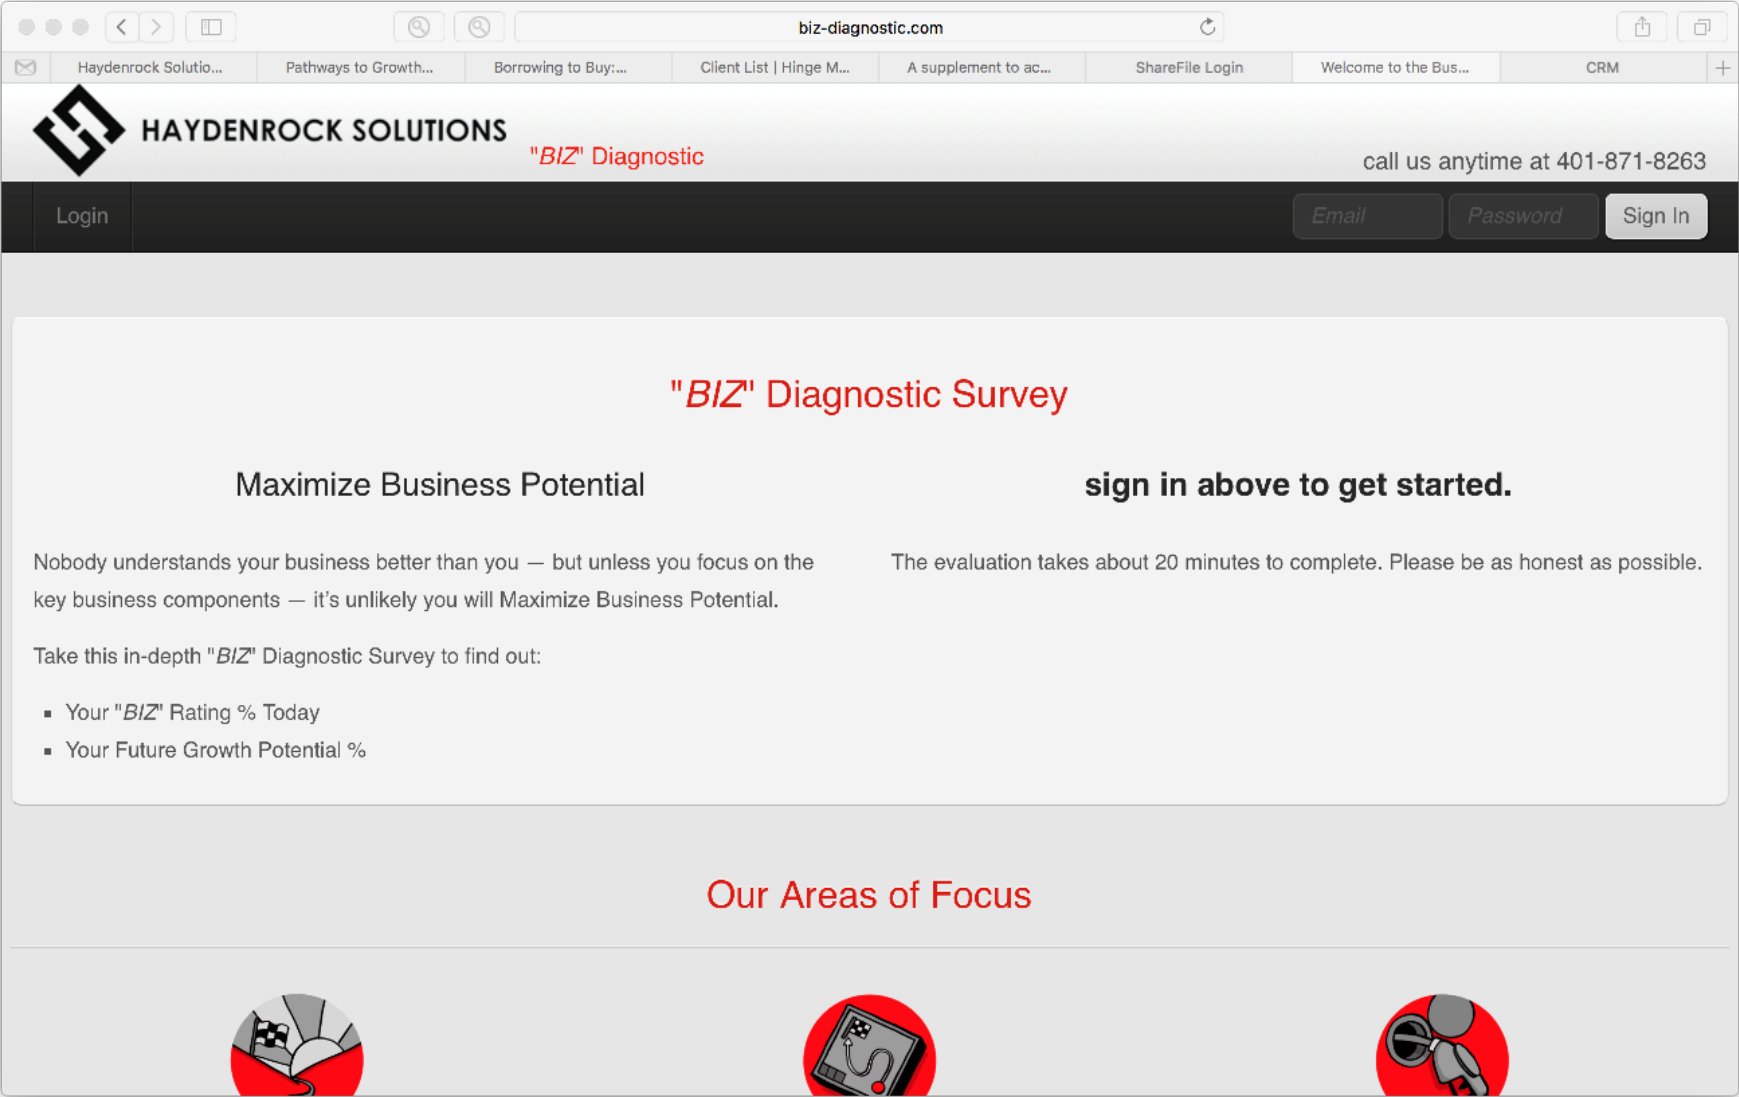 biz-diagnostic.com
Haydenrock Solutio...
Pathways to Growth...
Borrowing to Buy:...
Client List | Hinge M...
A supplement to ac...
ShareFile Login
Welcome to the Bus...
CRM
HAYDENROCK SOLUTIONS
"BIZ" Diagnostic
call us anytime at 401-871-8263
Login
Email
Password
Sign In
"BIZ" Diagnostic Survey
Maximize Business Potential
Nobody understands your business better than you — but unless you focus on the
key business components — it's unlikely you will Maximize Business Potential.
Take this in-depth "BIZ" Diagnostic Survey to find out:
▪ Your "BIZ" Rating % Today
▪ Your Future Growth Potential %
sign in above to get started.
The evaluation takes about 20 minutes to complete. Please be as honest as possible.
Our Areas of Focus